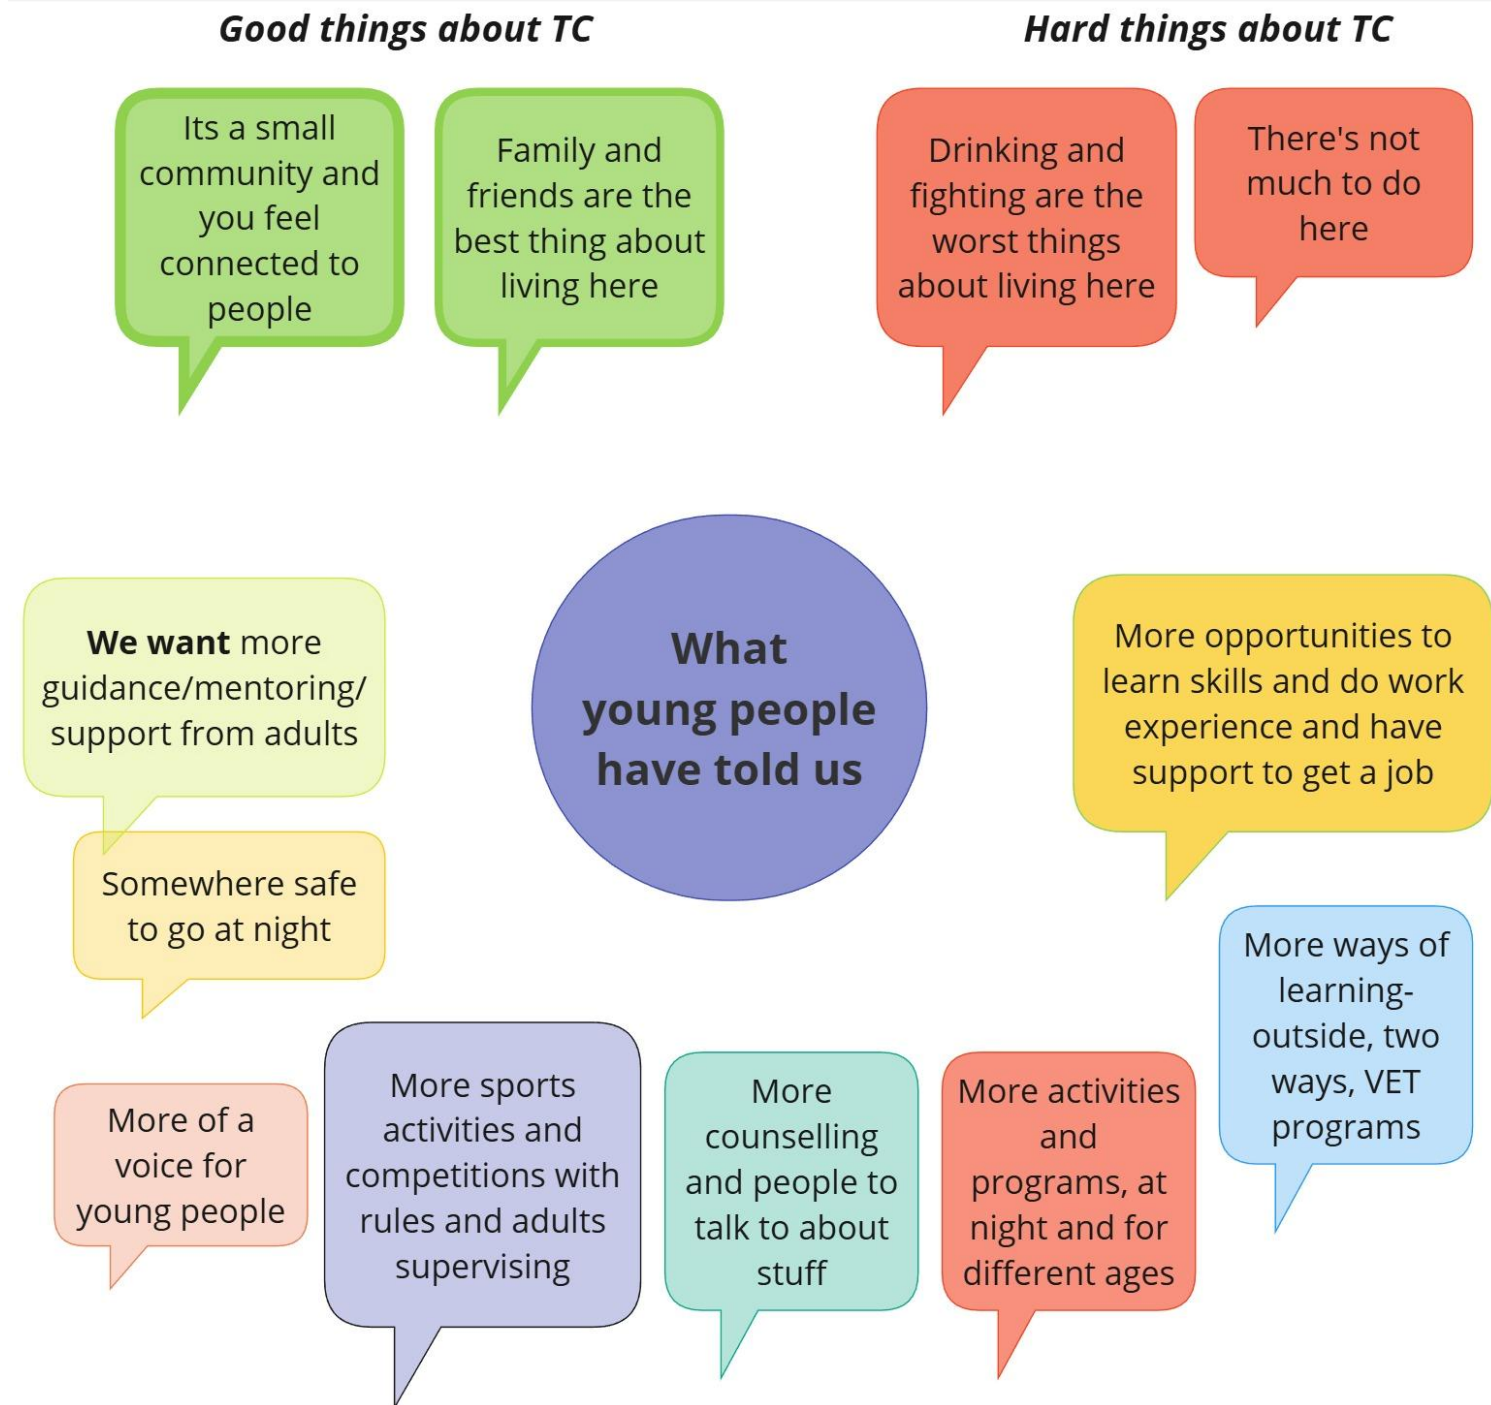 Good things about TC
Hard things about TC
Its a small
community and
you feel
connected to
people
Family and
friends are the
best thing about
living here
Drinking and
fighting are the
worst things
about living here
There's not
much to do
here
What
young people
have told us
We want more
guidance/mentoring/
support from adults
More opportunities to
learn skills and do work
experience and have
support to get a job
Somewhere safe
to go at night
More ways of
learning-
outside, two
ways, VET
programs
More of a
voice for
young people
More sports
activities and
competitions with
rules and adults
supervising
More
counselling
and people to
talk to about
stuff
More activities
and
programs, at
night and for
different ages